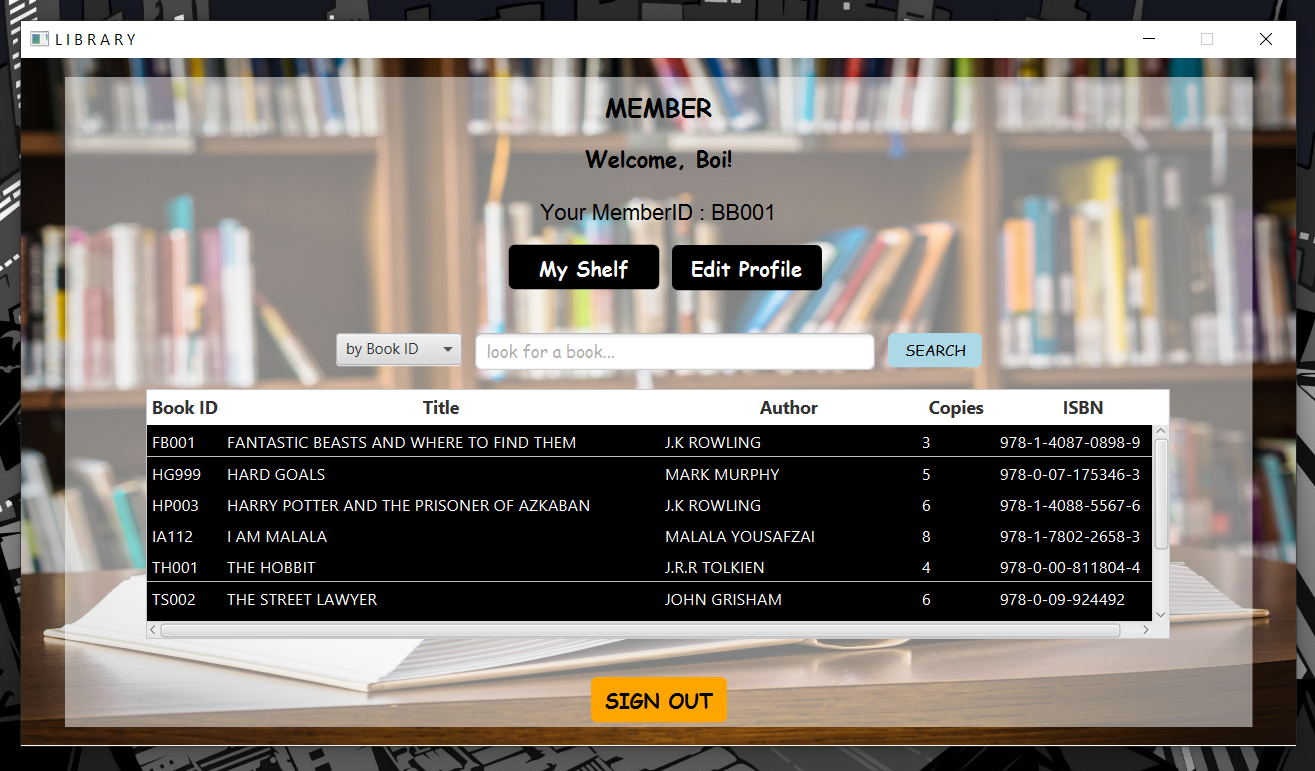 L I B R A R Y
MEMBER
Welcome, Boi!
Your MemberID : BB001
My Shelf Edit Profile
by Book ID look for a book... SEARCH
Book ID Title Author Copies ISBN
FB001 FANTASTIC BEASTS AND WHERE TO FIND THEM J.K ROWLING 3 978-1-4087-0898-9
HG999 HARD GOALS MARK MURPHY 5 978-0-07-175346-3
HP003 HARRY POTTER AND THE PRISONER OF AZKABAN J.K ROWLING 6 978-1-4088-5567-6
IA112 I AM MALALA MALALA YOUSAFZAI 8 978-1-7802-2658-3
TH001 THE HOBBIT J.R.R TOLKIEN 4 978-0-00-811804-4
TS002 THE STREET LAWYER JOHN GRISHAM 6 978-0-09-924492
SIGN OUT